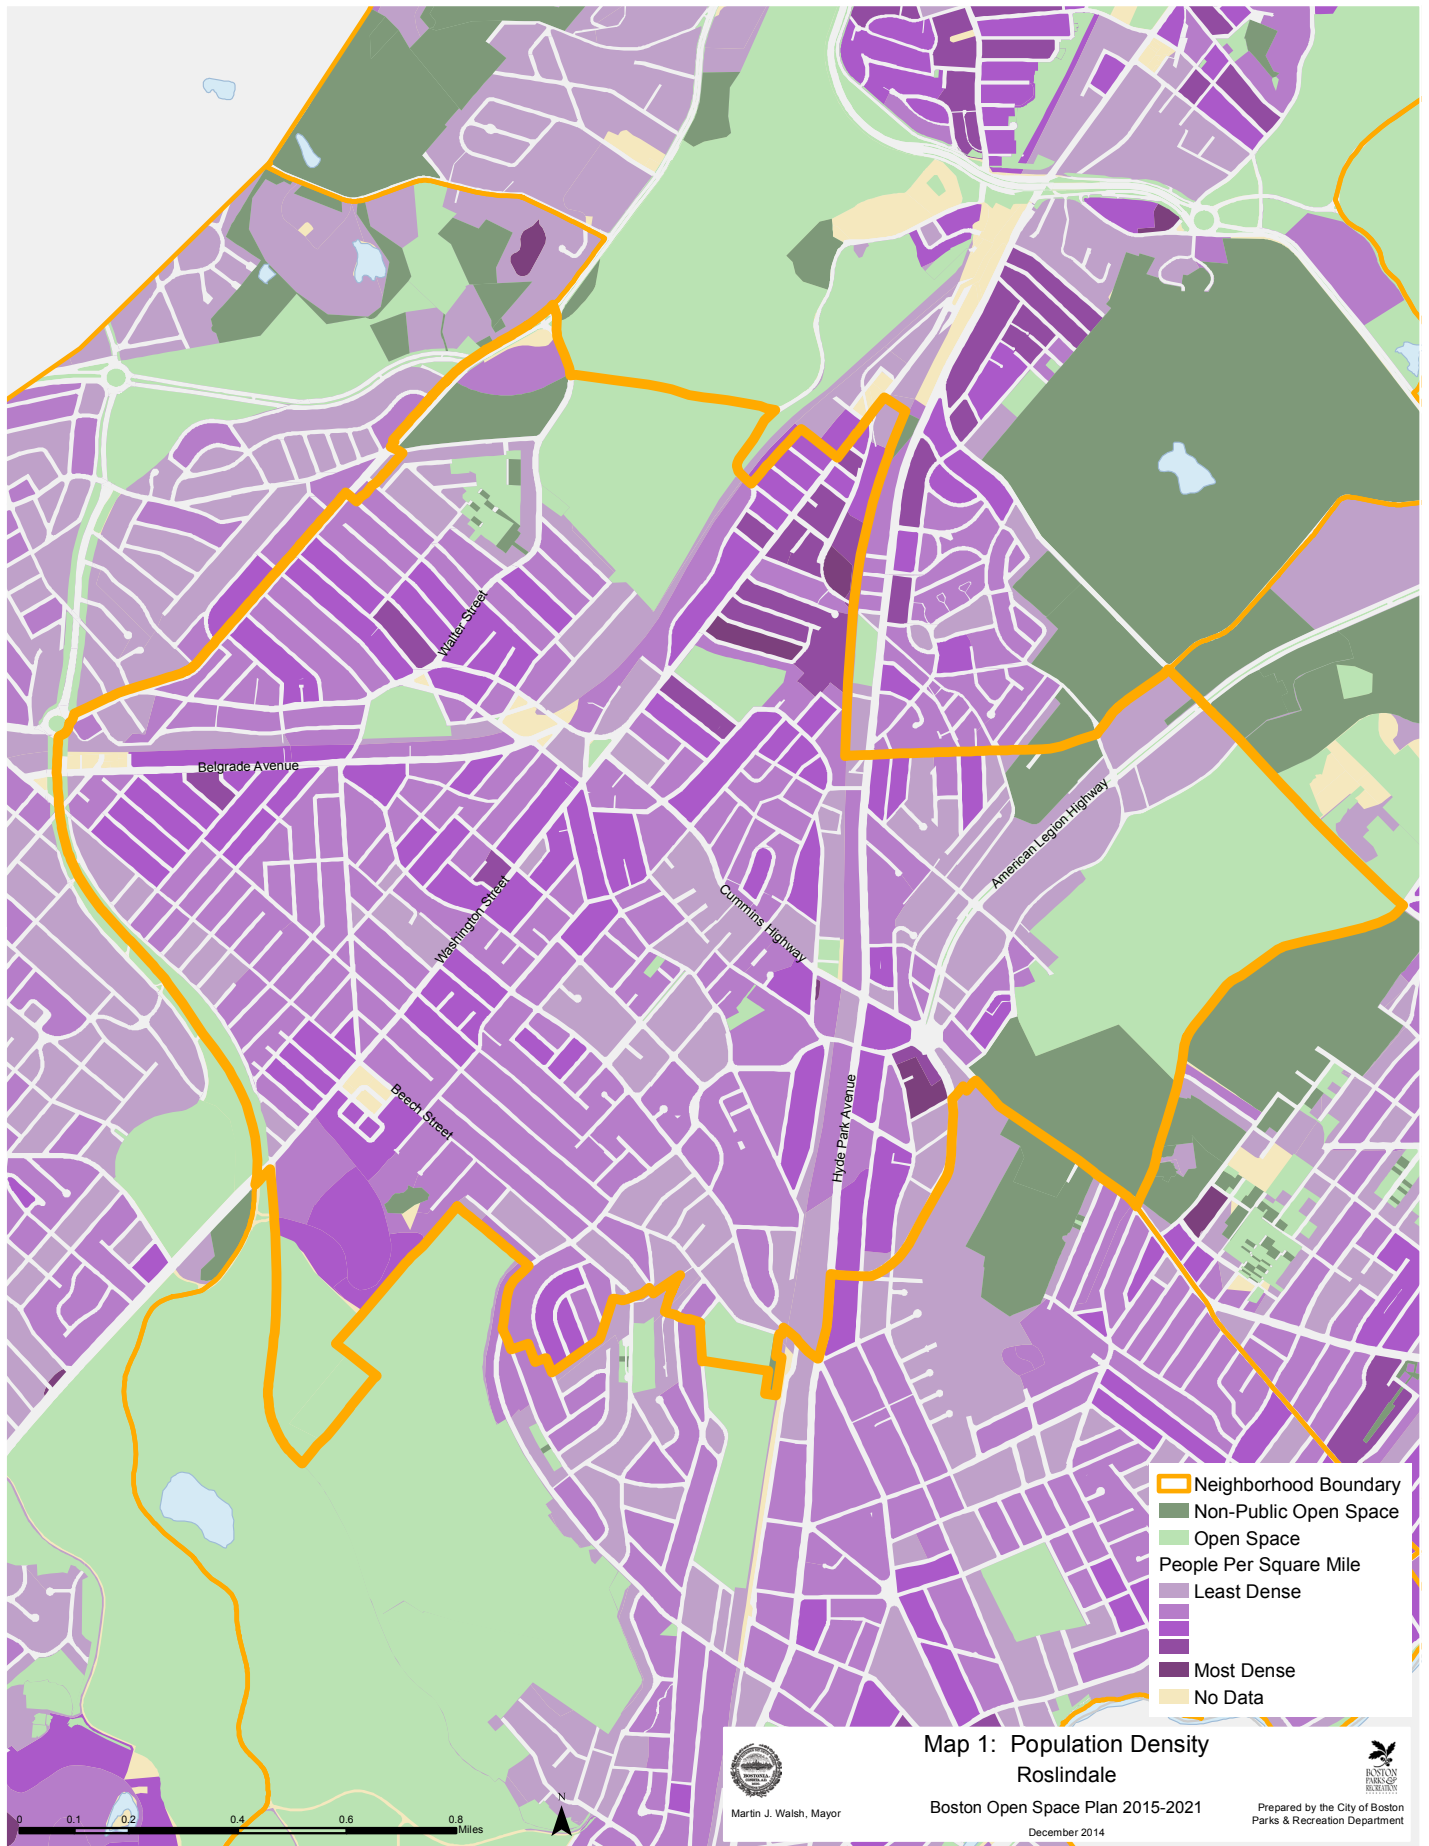 Walter Street
Belgrade Avenue
Washington Street
Cummins Highway
American Legion Highway
Beech Street
Hyde Park Avenue
Neighborhood Boundary
Non-Public Open Space
Open Space
People Per Square Mile
Least Dense
Most Dense
No Data
Map 1: Population Density
Roslindale
Boston Open Space Plan 2015-2021
December 2014
Martin J. Walsh, Mayor
BOSTON
PARKS &
RECREATION
Prepared by the City of Boston
Parks & Recreation Department
N
0 0.1 0.2 0.4 0.6 0.8
Miles